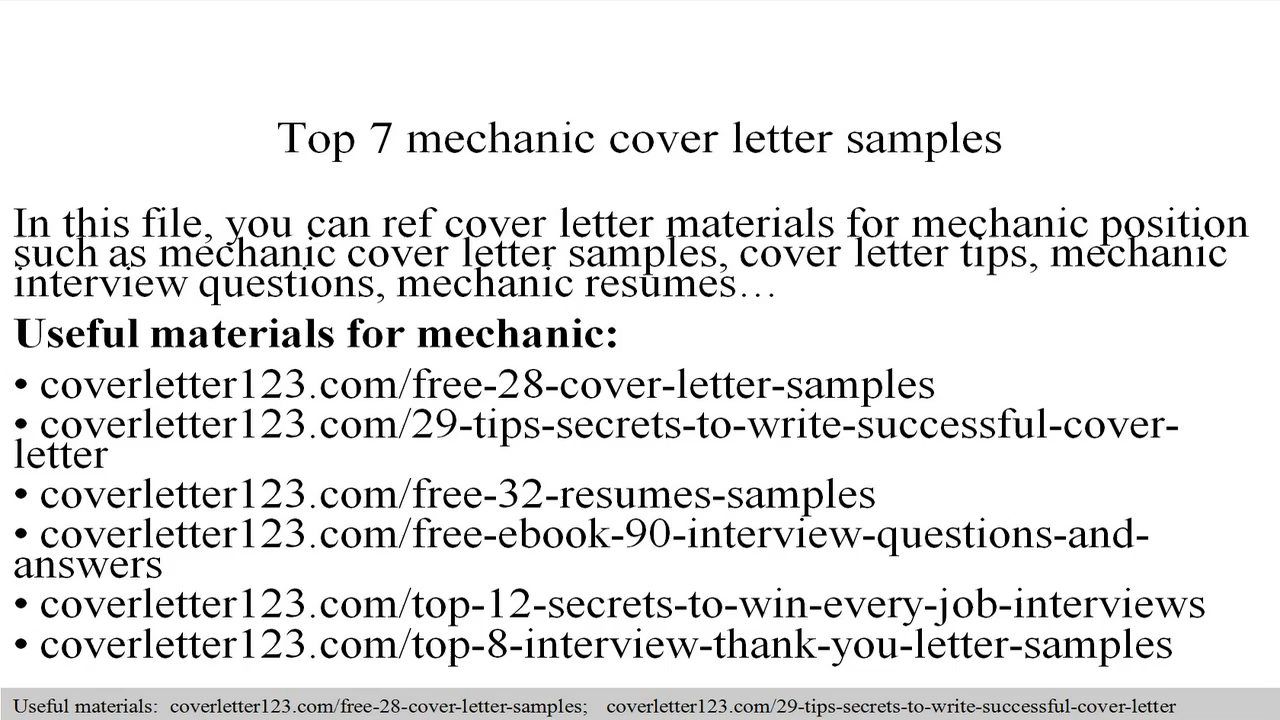 Top 7 mechanic cover letter samples
In this file, you can ref cover letter materials for mechanic position
such as mechanic cover letter samples, cover letter tips, mechanic
interview questions, mechanic resumes…
Useful materials for mechanic:
• coverletter123.com/free-28-cover-letter-samples
• coverletter123.com/29-tips-secrets-to-write-successful-cover-
letter
• coverletter123.com/free-32-resumes-samples
• coverletter123.com/free-ebook-90-interview-questions-and-
answers
• coverletter123.com/top-12-secrets-to-win-every-job-interviews
• coverletter123.com/top-8-interview-thank-you-letter-samples
Useful materials: coverletter123.com/free-28-cover-letter-samples; coverletter123.com/29-tips-secrets-to-write-successful-cover-letter